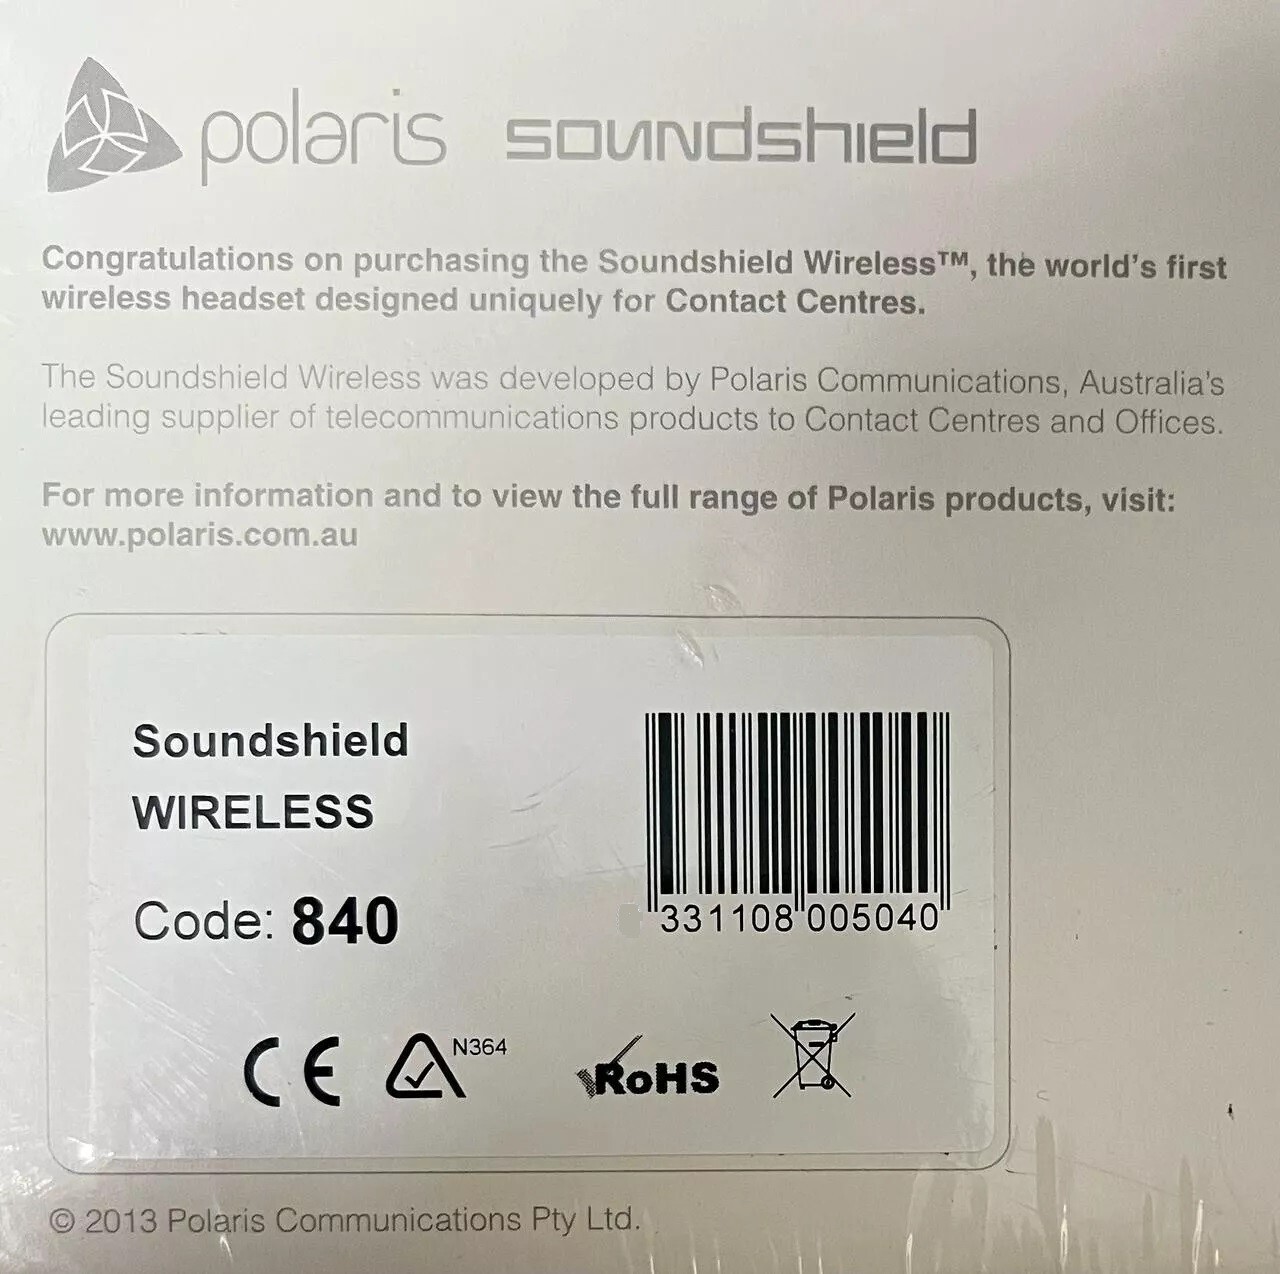 polaris soundshield
Congratulations on purchasing the Soundshield Wireless™, the world's first
wireless headset designed uniquely for Contact Centres.
The Soundshield Wireless was developed by Polaris Communications, Australia's
leading supplier of telecommunications products to Contact Centres and Offices.
For more information and to view the full range of Polaris products, visit:
www.polaris.com.au
Soundshield
WIRELESS
Code: 840
331108 005040
CE N364 RoHS
© 2013 Polaris Communications Pty Ltd.